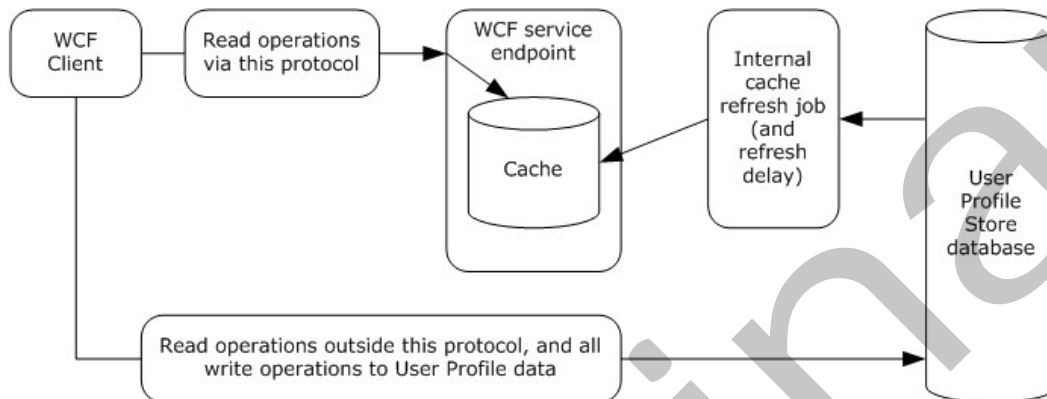 WCF
Client
Read operations
via this protocol
WCF service
endpoint
Cache
Internal
cache
refresh job
(and
refresh
delay)
User
Profile
Store
database
Read operations outside this protocol, and all
write operations to User Profile data